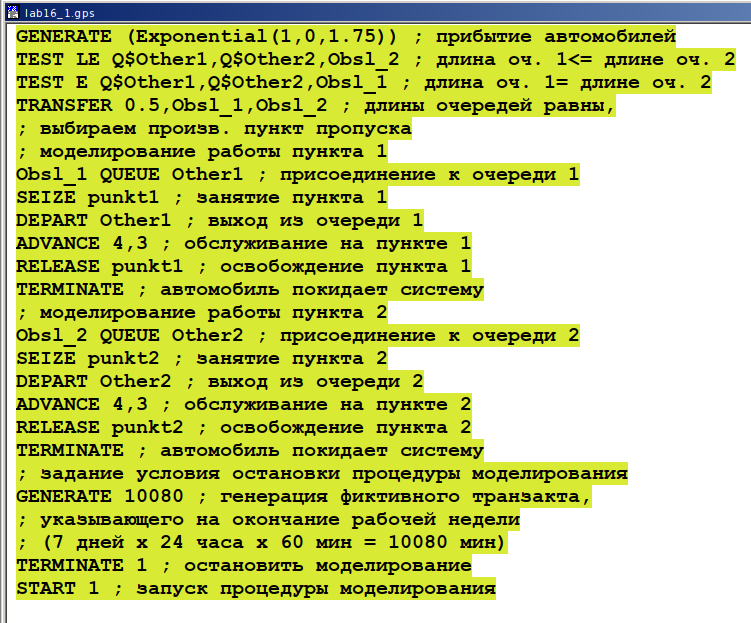 lab16_1.gps
GENERATE (Exponential(1,0,1.75)) ; прибытие автомобилей
TEST LE Q$Other1,Q$Other2,Obsl_2 ; длина оч. 1<= длине оч. 2
TEST E Q$Other1,Q$Other2,Obsl_1 ; длина оч. 1= длине оч. 2
TRANSFER 0.5,Obsl_1,Obsl_2 ; длины очередей равны,
; выбираем произв. пункт пропуска
; моделирование работы пункта 1
Obsl_1 QUEUE Other1 ; присоединение к очереди 1
SEIZE punkt1 ; занятие пункта 1
DEPART Other1 ; выход из очереди 1
ADVANCE 4,3 ; обслуживание на пункте 1
RELEASE punkt1 ; освобождение пункта 1
TERMINATE ; автомобиль покидает систему
; моделирование работы пункта 2
Obsl_2 QUEUE Other2 ; присоединение к очереди 2
SEIZE punkt2 ; занятие пункта 2
DEPART Other2 ; выход из очереди 2
ADVANCE 4,3 ; обслуживание на пункте 2
RELEASE punkt2 ; освобождение пункта 2
TERMINATE ; автомобиль покидает систему
; задание условия остановки процедуры моделирования
GENERATE 10080 ; генерация фиктивного транзакта,
; указывающего на окончание рабочей недели
; (7 дней х 24 часа х 60 мин = 10080 мин)
TERMINATE 1 ; остановить моделирование
START 1 ; запуск процедуры моделирования